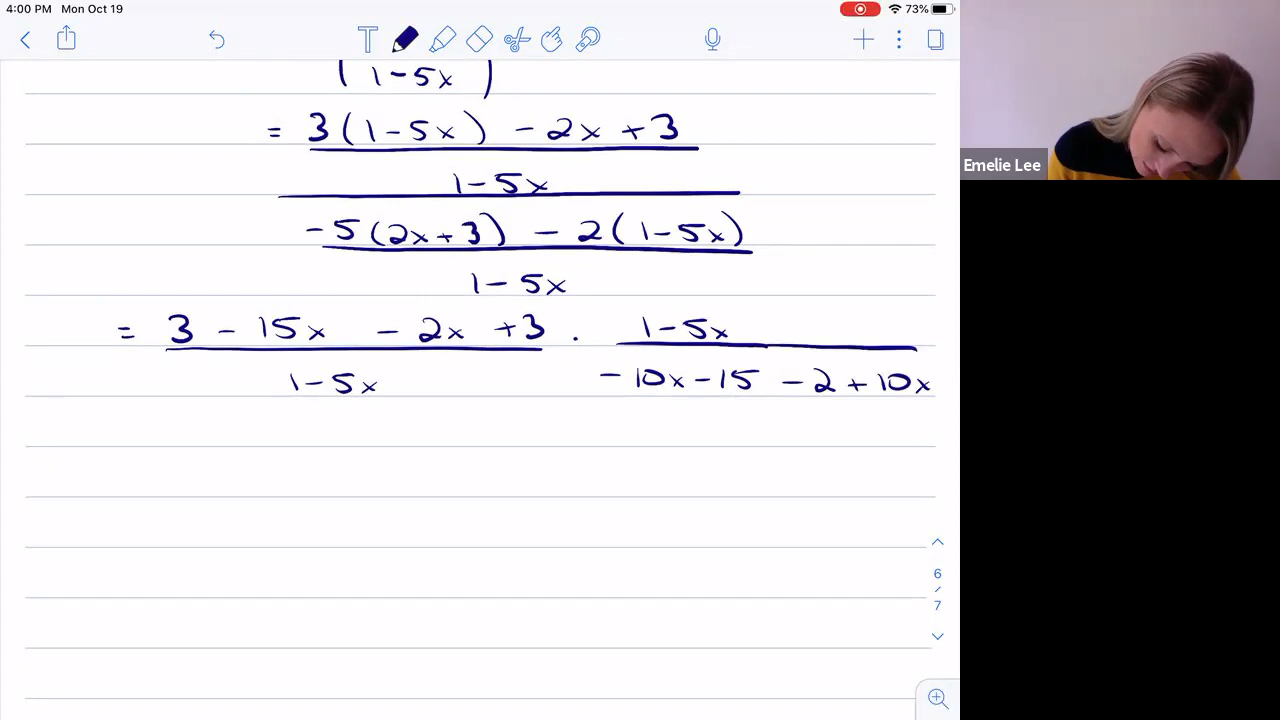 4:00 PM Mon Oct 19 73%
T
( 1-5x )
= 3(1-5x) -2x +3
1-5x
-5(2x+3) - 2(1-5x)
1-5x
= 3 - 15x - 2x +3 . 1-5x
1-5x -10x-15 -2+10x
Emelie Lee
6
/
7